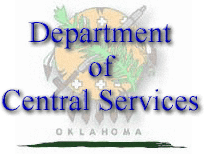 Department
of
Central Services
OKLAHOMA